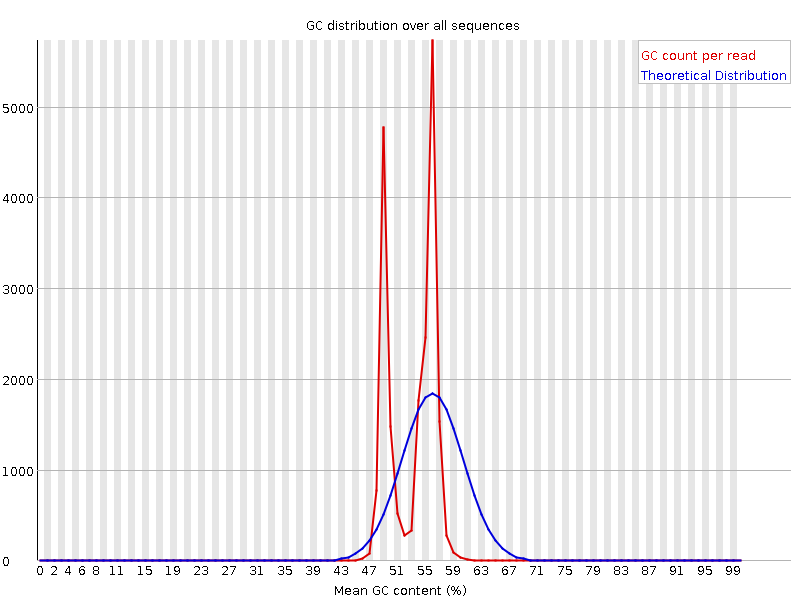 GC distribution over all sequences
GC count per read
Theoretical Distribution
5000
4000
3000
2000
1000
0
0 2 4 6 8 11 15 19 23 27 31 35 39 43 47 51 55 59 63 67 71 75 79 83 87 91 95 99
Mean GC content (%)